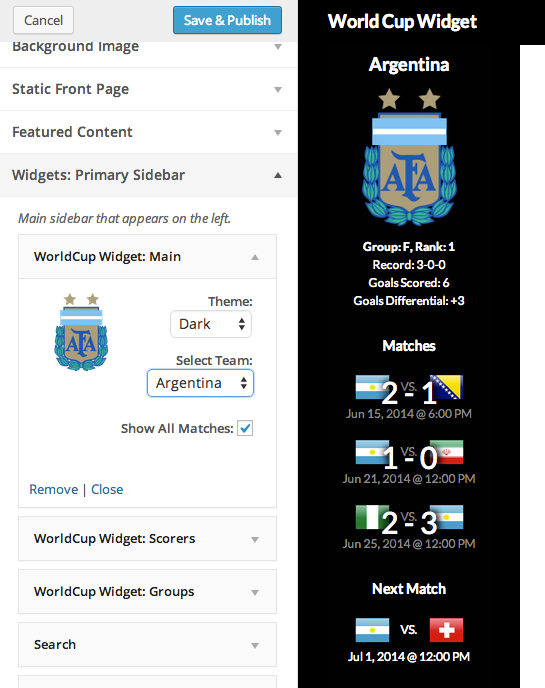 Cancel
Save & Publish
Background Image
Static Front Page
Featured Content
Widgets: Primary Sidebar
Main sidebar that appears on the left.
WorldCup Widget: Main
AFA
Theme:
Dark
Select Team:
Argentina
Show All Matches:
Remove | Close
WorldCup Widget: Scorers
WorldCup Widget: Groups
Search
World Cup Widget
Argentina
AFA
Group: F, Rank: 1
Record: 3-0-0
Goals Scored: 6
Goals Differential: +3
Matches
2 VS. - 1
Jun 15, 2014 @ 6:00 PM
1 VS. - 0
Jun 21, 2014 @ 12:00 PM
2 VS. - 3
Jun 25, 2014 @ 12:00 PM
Next Match
VS.
Jul 1, 2014 @ 12:00 PM